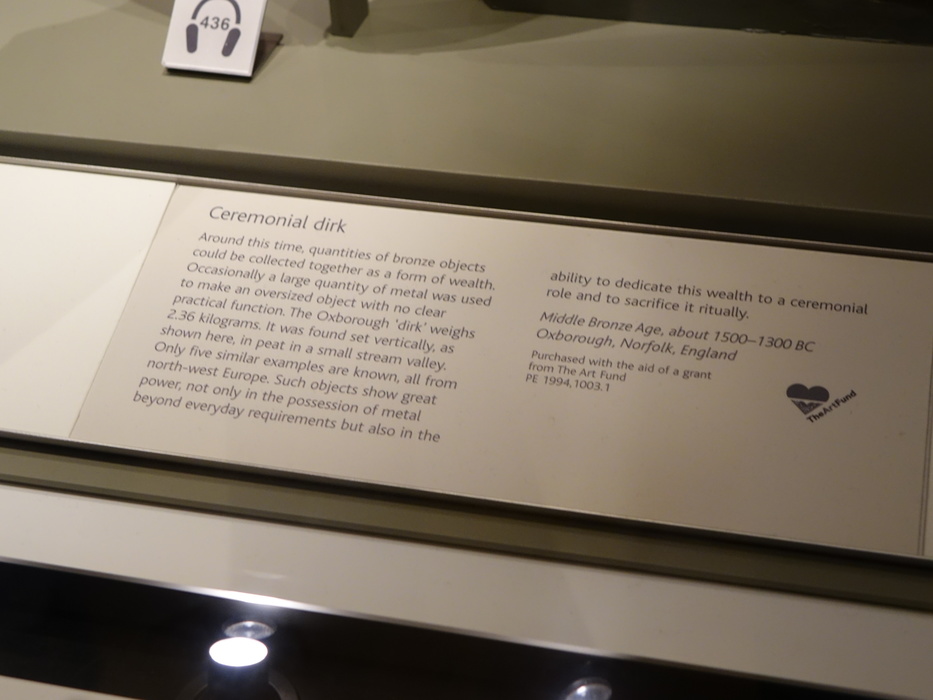 436
Ceremonial dirk
Around this time, quantities of bronze objects
could be collected together as a form of wealth.
Occasionally a large quantity of metal was used
to make an oversized object with no clear
practical function. The Oxborough 'dirk' weighs
2.36 kilograms. It was found set vertically, as
shown here, in peat in a small stream valley.
Only five similar examples are known, all from
north-west Europe. Such objects show great
power, not only in the possession of metal
beyond everyday requirements but also in the
ability to dedicate this wealth to a ceremonial
role and to sacrifice it ritually.
Middle Bronze Age, about 1500–1300 BC
Oxborough, Norfolk, England
Purchased with the aid of a grant
from The Art Fund
PE 1994,1003.1
TheArtFund